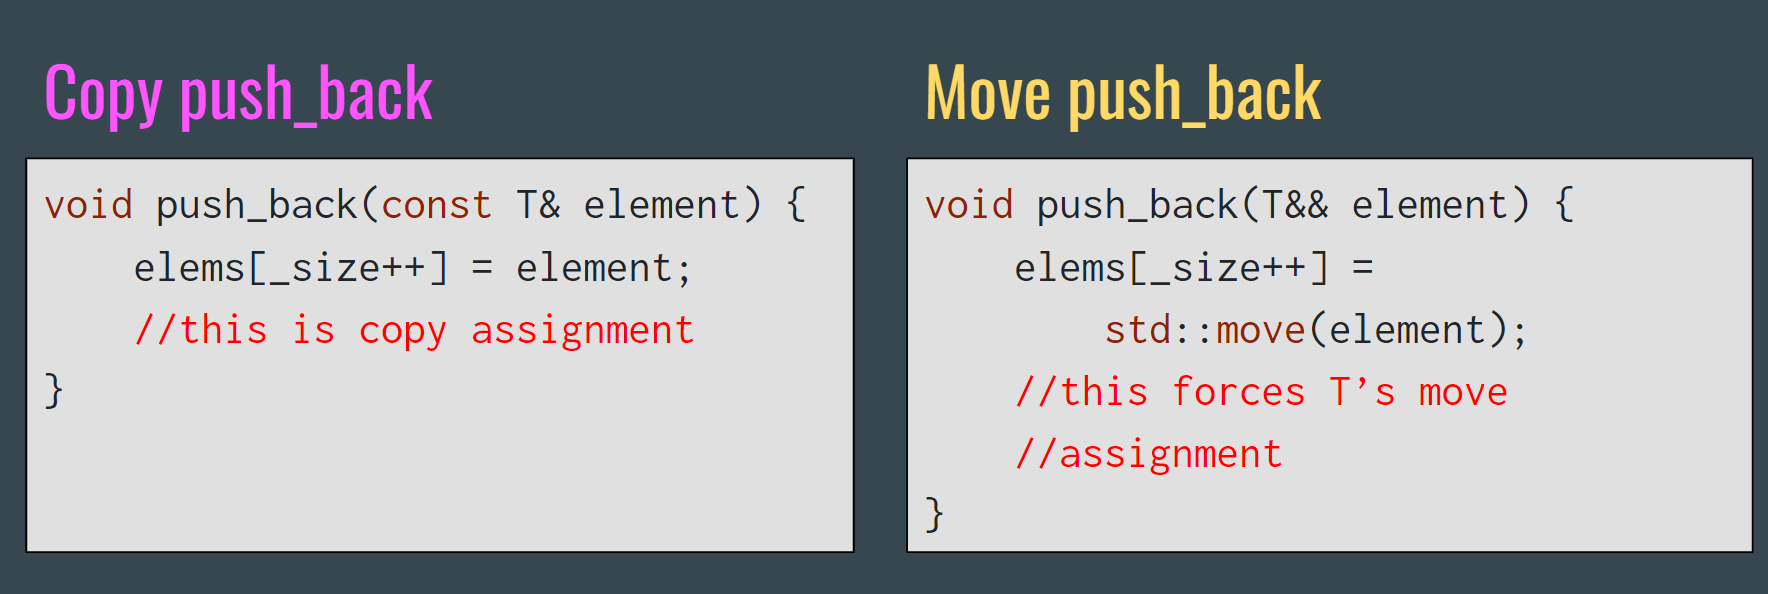 Copy push_back
void push_back(const T& element) {
    elems[_size++] = element;
    //this is copy assignment
}
Move push_back
void push_back(T&& element) {
    elems[_size++] =
        std::move(element);
    //this forces T’s move
    //assignment
}